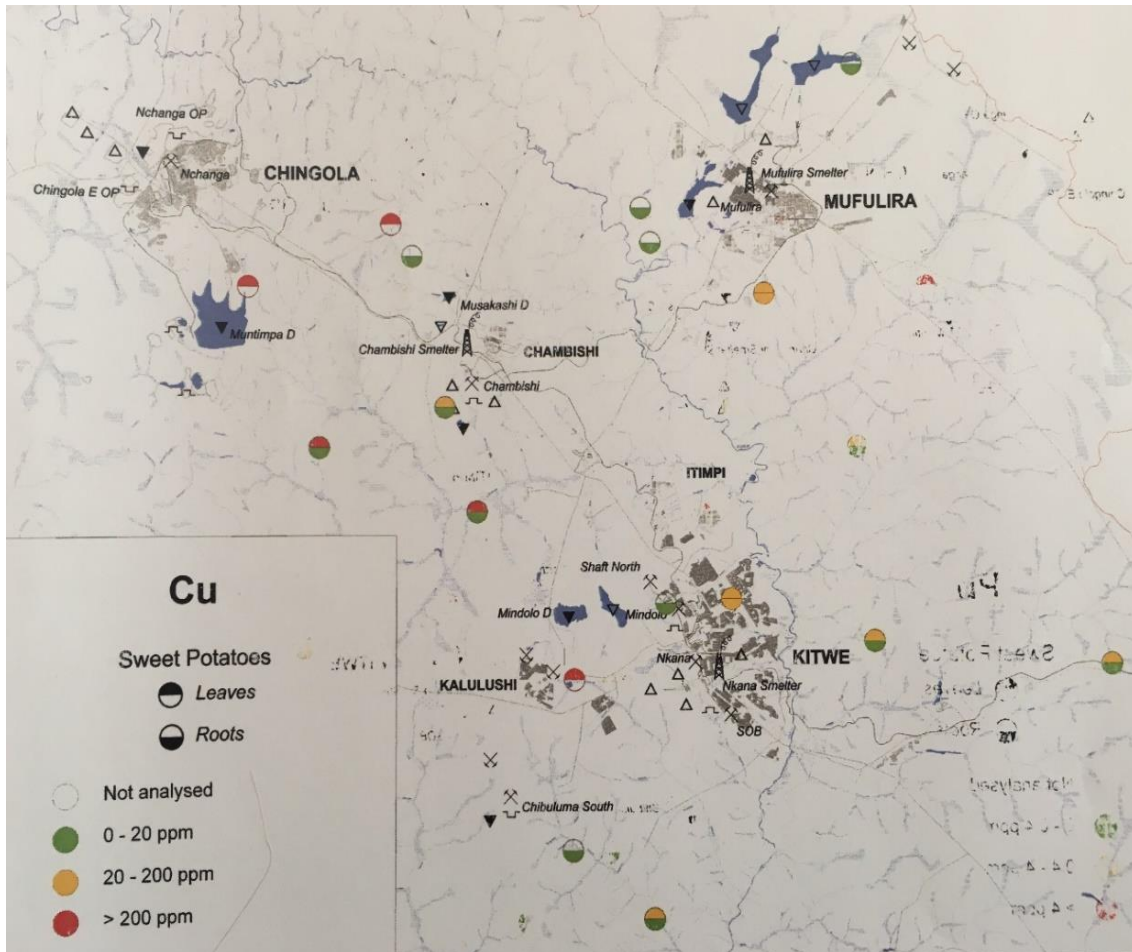 Nchanga OP
Nchanga
CHINGOLA
Chingola E OP
Mufulira Smelter
Mufulira
MUFULIRA
Musakashi D
Muntimpa D
Chambishi Smelter
CHAMBISHI
Chambishi
ITIMPI
Shaft North
Mindolo D
Mindolo
Nkana
KITWE
KALULUSHI
Nkana Smelter
SOB
Chibuluma South
Cu
Sweet Potatoes
Leaves
Roots
Not analysed
0 - 20 ppm
20 - 200 ppm
> 200 ppm